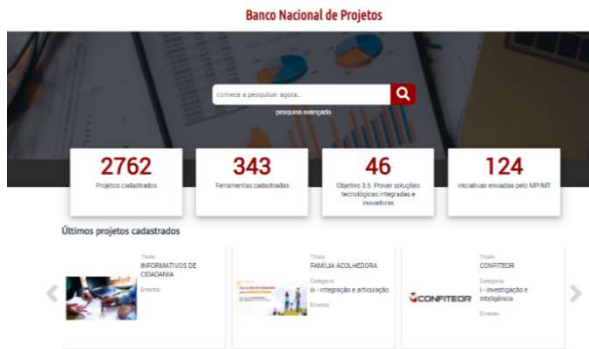 Banco Nacional de Projetos
comece a pesquisar agora...
pesquisa avançada
2762
Projetos cadastrados
343
Ferramentas cadastradas
46
Objetivo 3.5. Prover soluções
tecnológicas integradas e
inovadoras
124
iniciativas enviadas pelo MP/MT
Últimos projetos cadastrados
Título
INFORMATIVOS DE
CIDADANIA
Ementa:
Título
FAMÍLIA ACOLHEDORA
Categoria
iii - integração e articulação
Ementa:
CONFITEOR
Título
CONFITEOR
Categoria
i - investigação e
inteligência
Ementa: